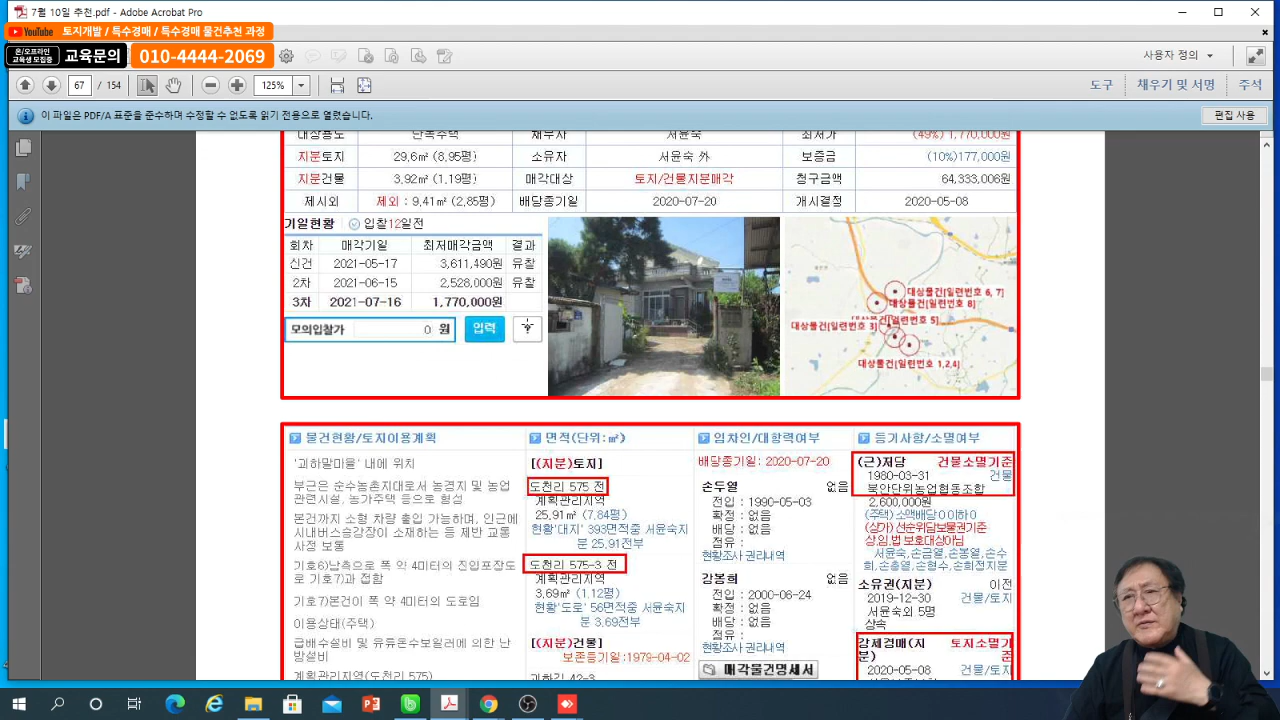 7월 10일 추천.pdf - Adobe Acrobat Pro
YouTube 토지개발 / 특수경매 / 특수경매 물건추천 과정
온/오프라인 교육생 모집중 교육문의 010-4444-2069
사용자 정의
67 / 154 125% 도구 채우기 및 서명 주석
이 파일은 PDF/A 표준을 준수하며 수정할 수 없도록 읽기 전용으로 열렸습니다. 편집 사용
대상용도 단독주택 채무자 서윤숙 최저가 (49%) 1,770,000원
지분토지 29.6㎡ (8.95평) 소유자 서윤숙 외 보증금 (10%)177,000원
지분건물 3.92㎡ (1.19평) 매각대상 토지/건물지분매각 청구금액 64,333,006원
제시외 제외 : 9.41㎡ (2.85평) 배당종기일 2020-07-20 개시결정 2020-05-08
기일현황 입찰12일전
회차 매각기일 최저매각금액 결과
신건 2021-05-17 3,611,490원 유찰
2차 2021-06-15 2,528,000원 유찰
3차 2021-07-16 1,770,000원
모의입찰가 0 원 입력
대상물건[일련번호 6, 7]
대상물건[일련번호 8]
대상물건[일련번호 3]
일련번호 5]
대상물건[일련번호 1,2,4]
물건현황/토지이용계획
'괴하말마을' 내에 위치
부근은 순수농촌지대로서 농경지 및 농업
관련시설, 농가주택 등으로 형성
본건까지 소형 차량 출입 가능하며, 인근에
시내버스승강장이 소재하는 등 제반 교통
사정 보통
기호6)남측으로 폭 약 4미터의 진입포장도
로 기호7)과 접함
기호7)본건이 폭 약 4미터의 도로임
이용상태(주택)
급배수설비 및 유류온수보일러에 의한 난
방설비
계획관리지역(도천리 575)
면적(단위:㎡)
[(지분)토지]
도천리 575 전
계획관리지역
25.91㎡ (7.84평)
현황'대지' 393면적중 서윤숙지
분 25.91전부
도천리 575-3 전
계획관리지역
3.69㎡ (1.12평)
현황'도로' 56면적중 서윤숙지
분 3.69전부
[(지분)건물]
보존등기일:1979-04-02
괴하길 42-3
임차인/대항력여부
배당종기일: 2020-07-20
손두열 없음
전입 : 1990-05-03
확정 : 없음
배당 : 없음
점유 :
현황조사 권리내역
강봉희 없음
전입 : 2000-06-24
확정 : 없음
배당 : 없음
점유 :
현황조사 권리내역
매각물건명세서
등기사항/소멸여부
(근)저당 건물소멸기준
1980-03-31 건물
북안단위농업협동조합
2,600,000원
(주택) 소액배당 0 이하 0
(상가) 선순위담보물권기준
상.임.법 보호대상아님
서윤숙,손금열,손봉열,손수
희,손총열,손형수,손희정지분
소유권(지분) 이전
2019-12-30 건물/토지
서윤숙외 5명
상속
강제경매(지 토지소멸기
분) 준
2020-05-08 건물/토지